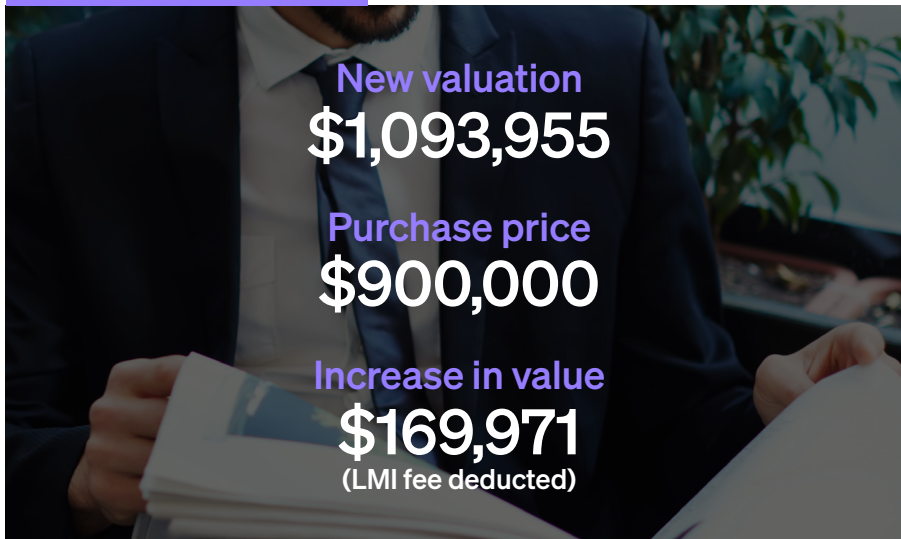 New valuation
$1,093,955
Purchase price
$900,000
Increase in value
$169,971
(LMI fee deducted)